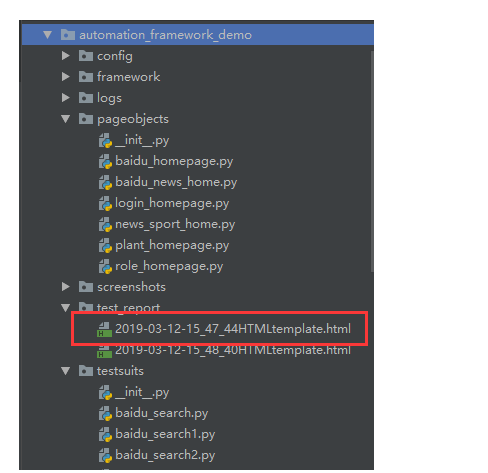 automation_framework_demo
config
framework
logs
pageobjects
__init__.py
baidu_homepage.py
baidu_news_home.py
login_homepage.py
news_sport_home.py
plant_homepage.py
role_homepage.py
screenshots
test_report
2019-03-12-15_47_44HTMLtemplate.html
2019-03-12-15_48_40HTMLtemplate.html
testsuits
__init__.py
baidu_search.py
baidu_search1.py
baidu_search2.py